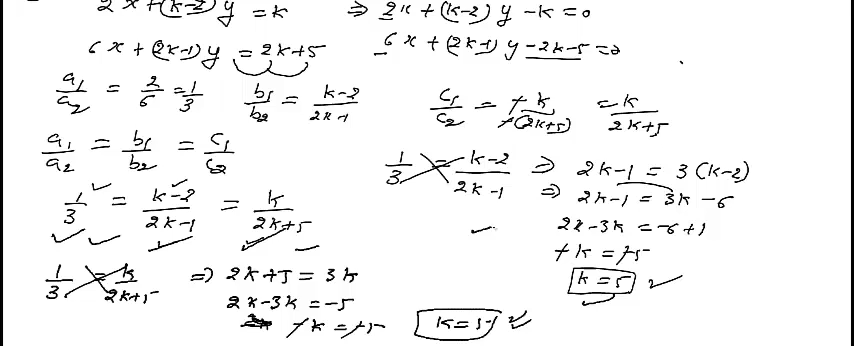 2x + (k-2) y = k ⇒ 2x + (k-2) y - k = 0
6x + (2k-1) y = 2k+5 6x + (2k-1) y - 2k - 5 = 0
a₁/a₂ = 2/6 = 1/3 b₁/b₂ = k-2/2k-1 c₁/c₂ = -k/-(2k+5) = k/2k+5
a₁/a₂ = b₁/b₂ = c₁/c₂
1/3 = k-2/2k-1 = k/2k+5
1/3 = k-2/2k-1 ⇒ 2k-1 = 3(k-2)
⇒ 2k-1 = 3k-6
2k-3k = -6+1
-k = -5
k = 5
1/3 = k/2k+5 ⇒ 2k+5 = 3k
2k-3k = -5
-k = -5 k = 5